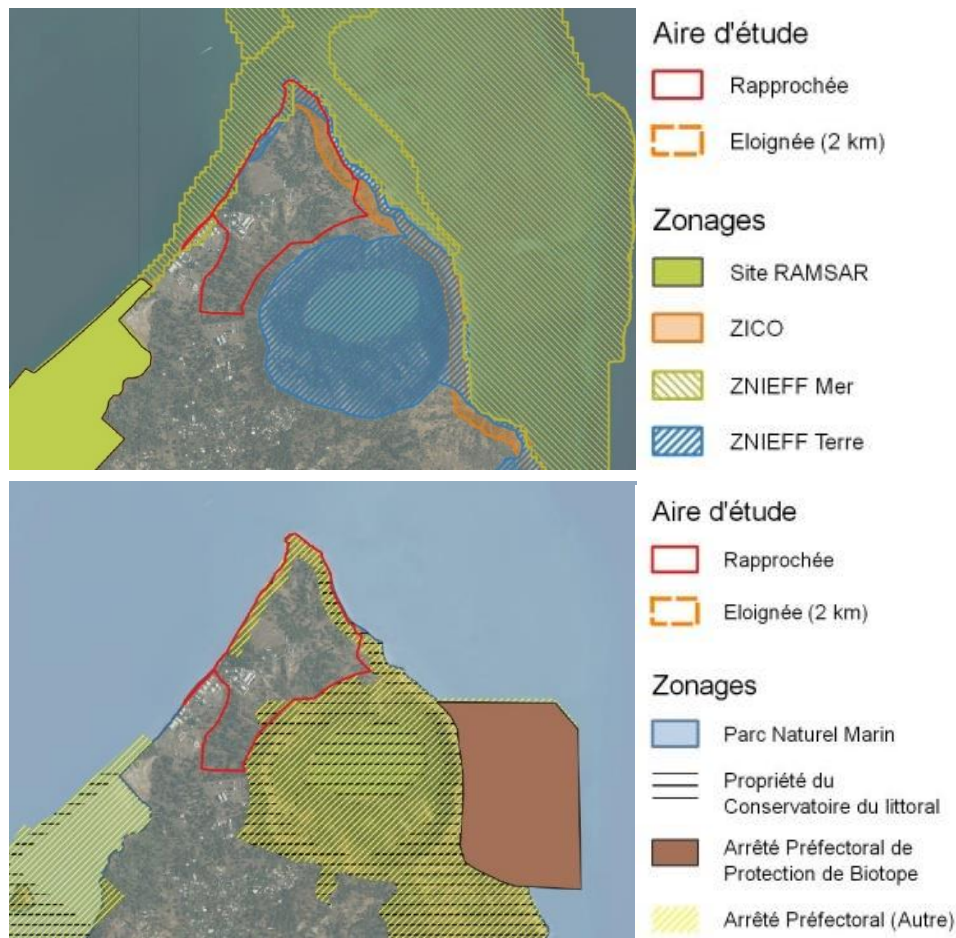 Aire d'étude
Rapprochée
Eloignée (2 km)
Zonages
Site RAMSAR
ZICO
ZNIEFF Mer
ZNIEFF Terre
Aire d'étude
Rapprochée
Eloignée (2 km)
Zonages
Parc Naturel Marin
Propriété du
Conservatoire du littoral
Arrêté Préfectoral de
Protection de Biotope
Arrêté Préfectoral (Autre)